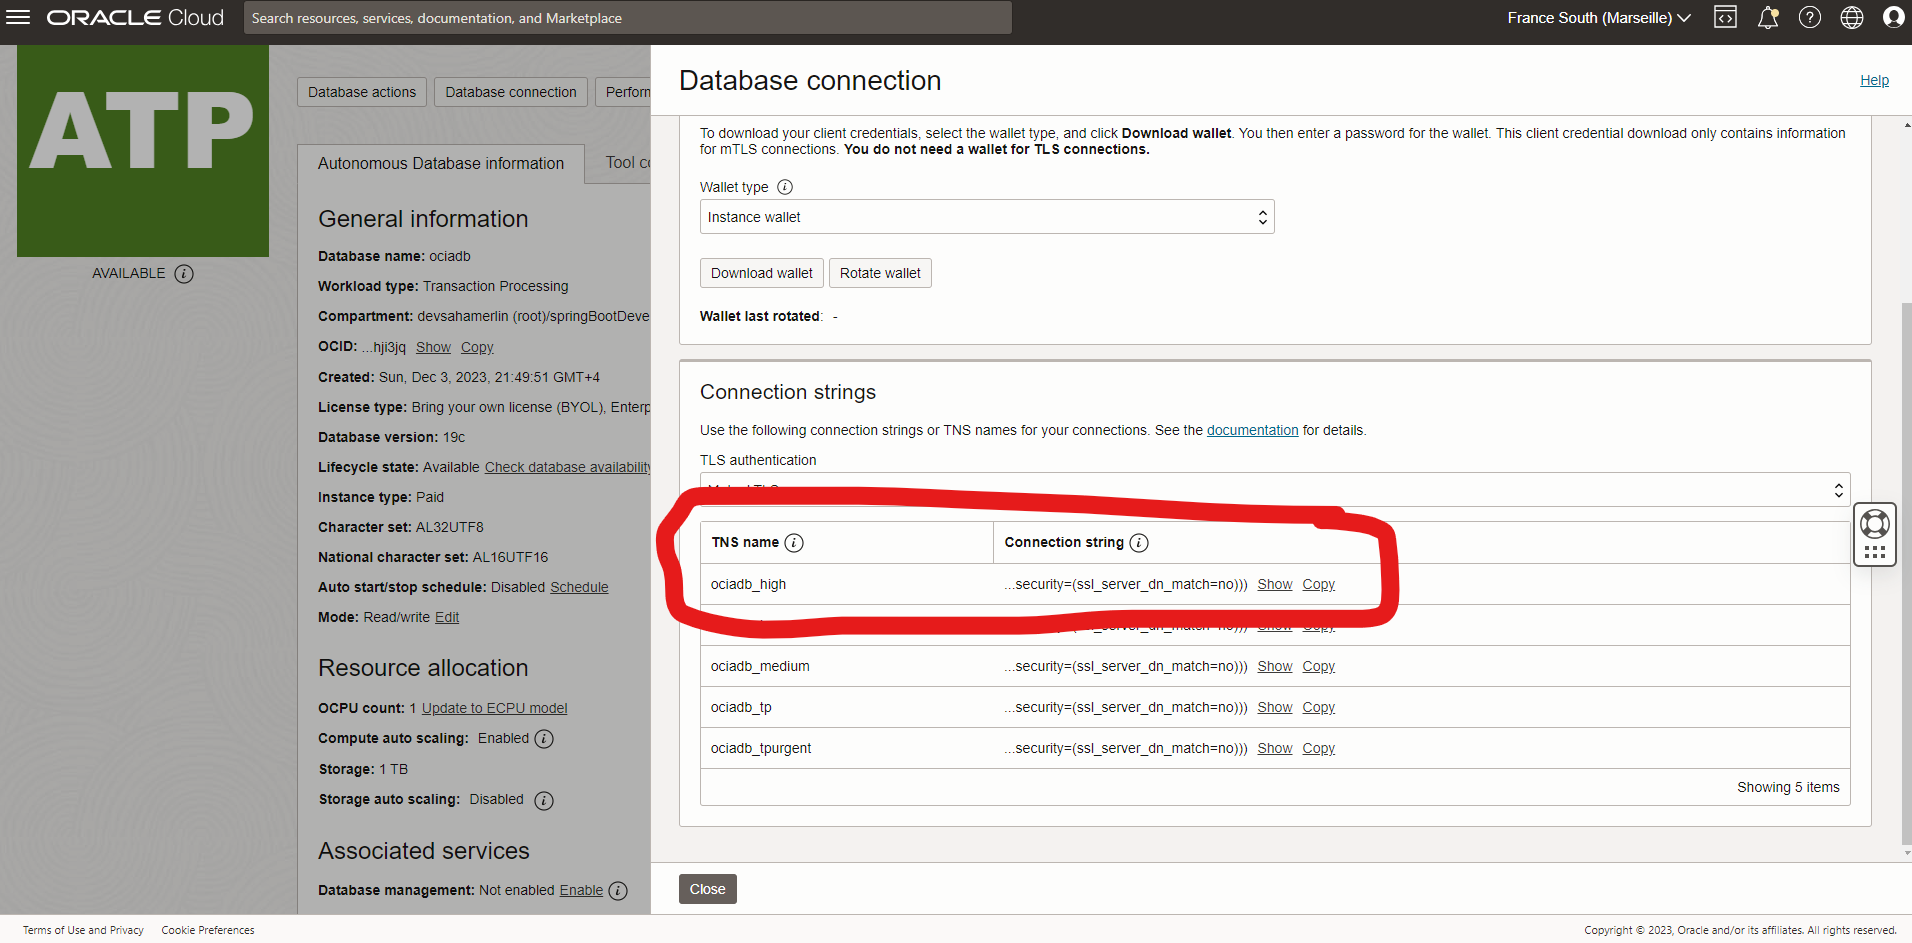 ORACLE Cloud
Search resources, services, documentation, and Marketplace
France South (Marseille)
ATP
AVAILABLE
Database actions
Database connection
Perforn
Autonomous Database information
Tool co
General information
Database name: ociadb
Workload type: Transaction Processing
Compartment: devsahamerlin (root)/springBootDeve
OCID: ...hji3jq Show Copy
Created: Sun, Dec 3, 2023, 21:49:51 GMT+4
License type: Bring your own license (BYOL), Enterp
Database version: 19c
Lifecycle state: Available Check database availability
Instance type: Paid
Character set: AL32UTF8
National character set: AL16UTF16
Auto start/stop schedule: Disabled Schedule
Mode: Read/write Edit
Resource allocation
OCPU count: 1 Update to ECPU model
Compute auto scaling: Enabled
Storage: 1 TB
Storage auto scaling: Disabled
Associated services
Database management: Not enabled Enable
Database connection
Help
To download your client credentials, select the wallet type, and click Download wallet. You then enter a password for the wallet. This client credential download only contains information
for mTLS connections. You do not need a wallet for TLS connections.
Wallet type
Instance wallet
Download wallet
Rotate wallet
Wallet last rotated: -
Connection strings
Use the following connection strings or TNS names for your connections. See the documentation for details.
TLS authentication
Mutual TLS
TNS name
Connection string
ociadb_high ...security=(ssl_server_dn_match=no))) Show Copy
...security=(ssl_server_dn_match=no))) Show Copy
ociadb_medium ...security=(ssl_server_dn_match=no))) Show Copy
ociadb_tp ...security=(ssl_server_dn_match=no))) Show Copy
ociadb_tpurgent ...security=(ssl_server_dn_match=no))) Show Copy
Showing 5 items
Close
Terms of Use and Privacy
Cookie Preferences
Copyright © 2023, Oracle and/or its affiliates. All rights reserved.